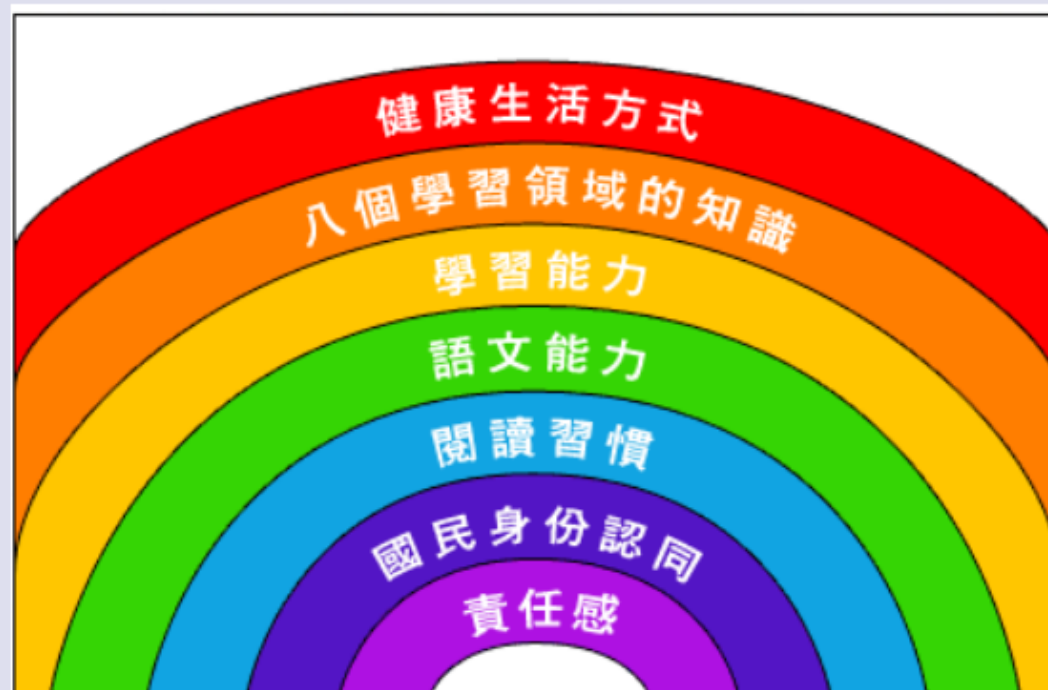 健康生活方式
八個學習領域的知識
學習能力
語文能力
閱讀習慣
國民身份認同
責任感